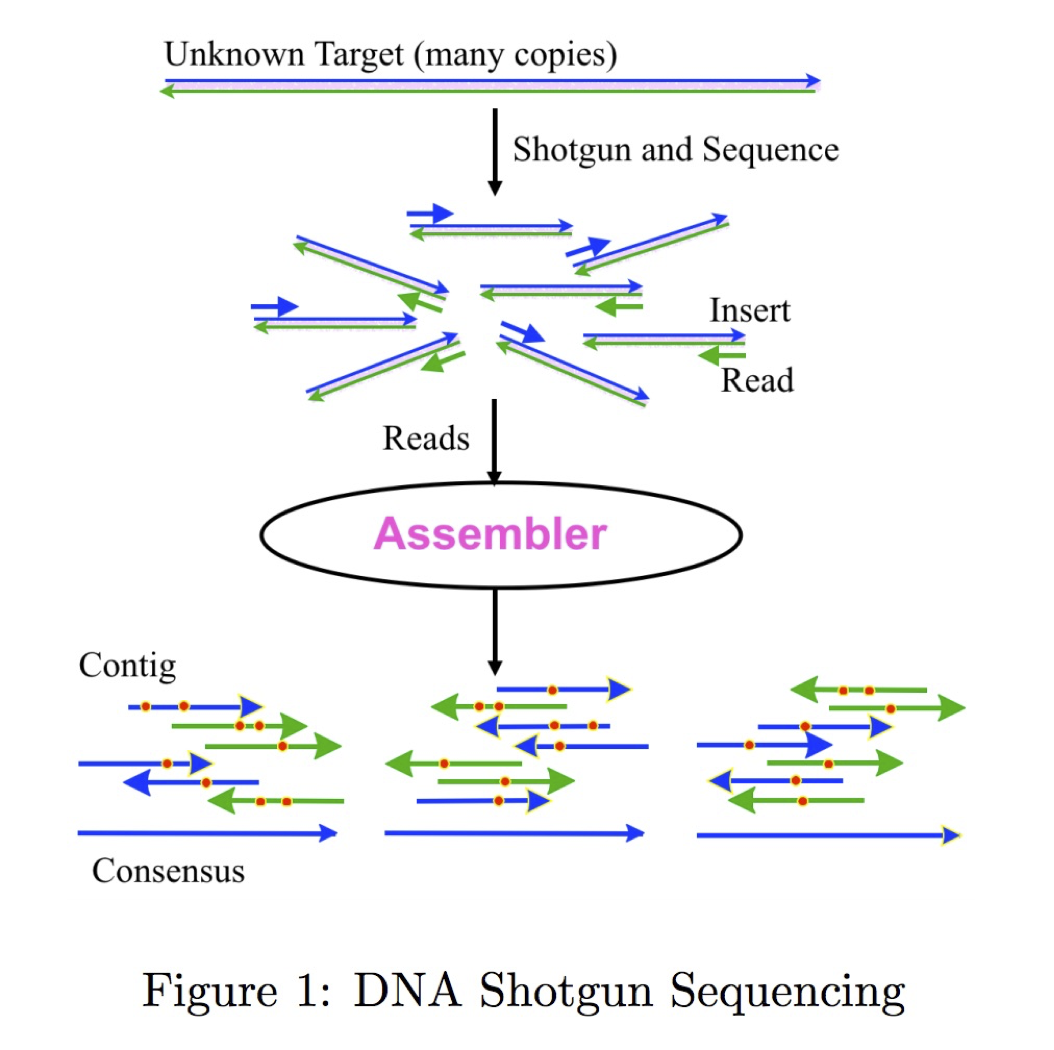 Unknown Target (many copies)
Shotgun and Sequence
Insert
Read
Reads
Assembler
Contig
Consensus
Figure 1: DNA Shotgun Sequencing